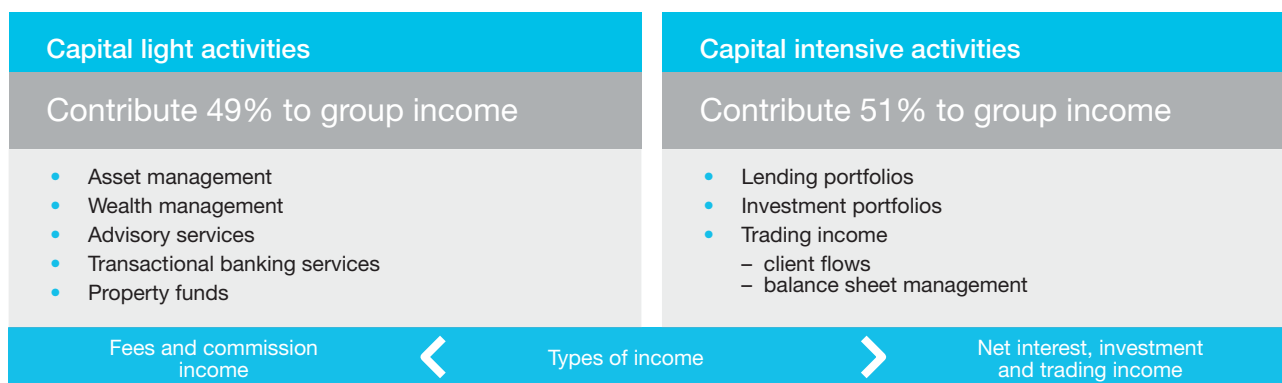 Capital light activities
Contribute 49% to group income
• Asset management
• Wealth management
• Advisory services
• Transactional banking services
• Property funds
Capital intensive activities
Contribute 51% to group income
• Lending portfolios
• Investment portfolios
• Trading income
– client flows
– balance sheet management
Fees and commission
income
Types of income
Net interest, investment
and trading income